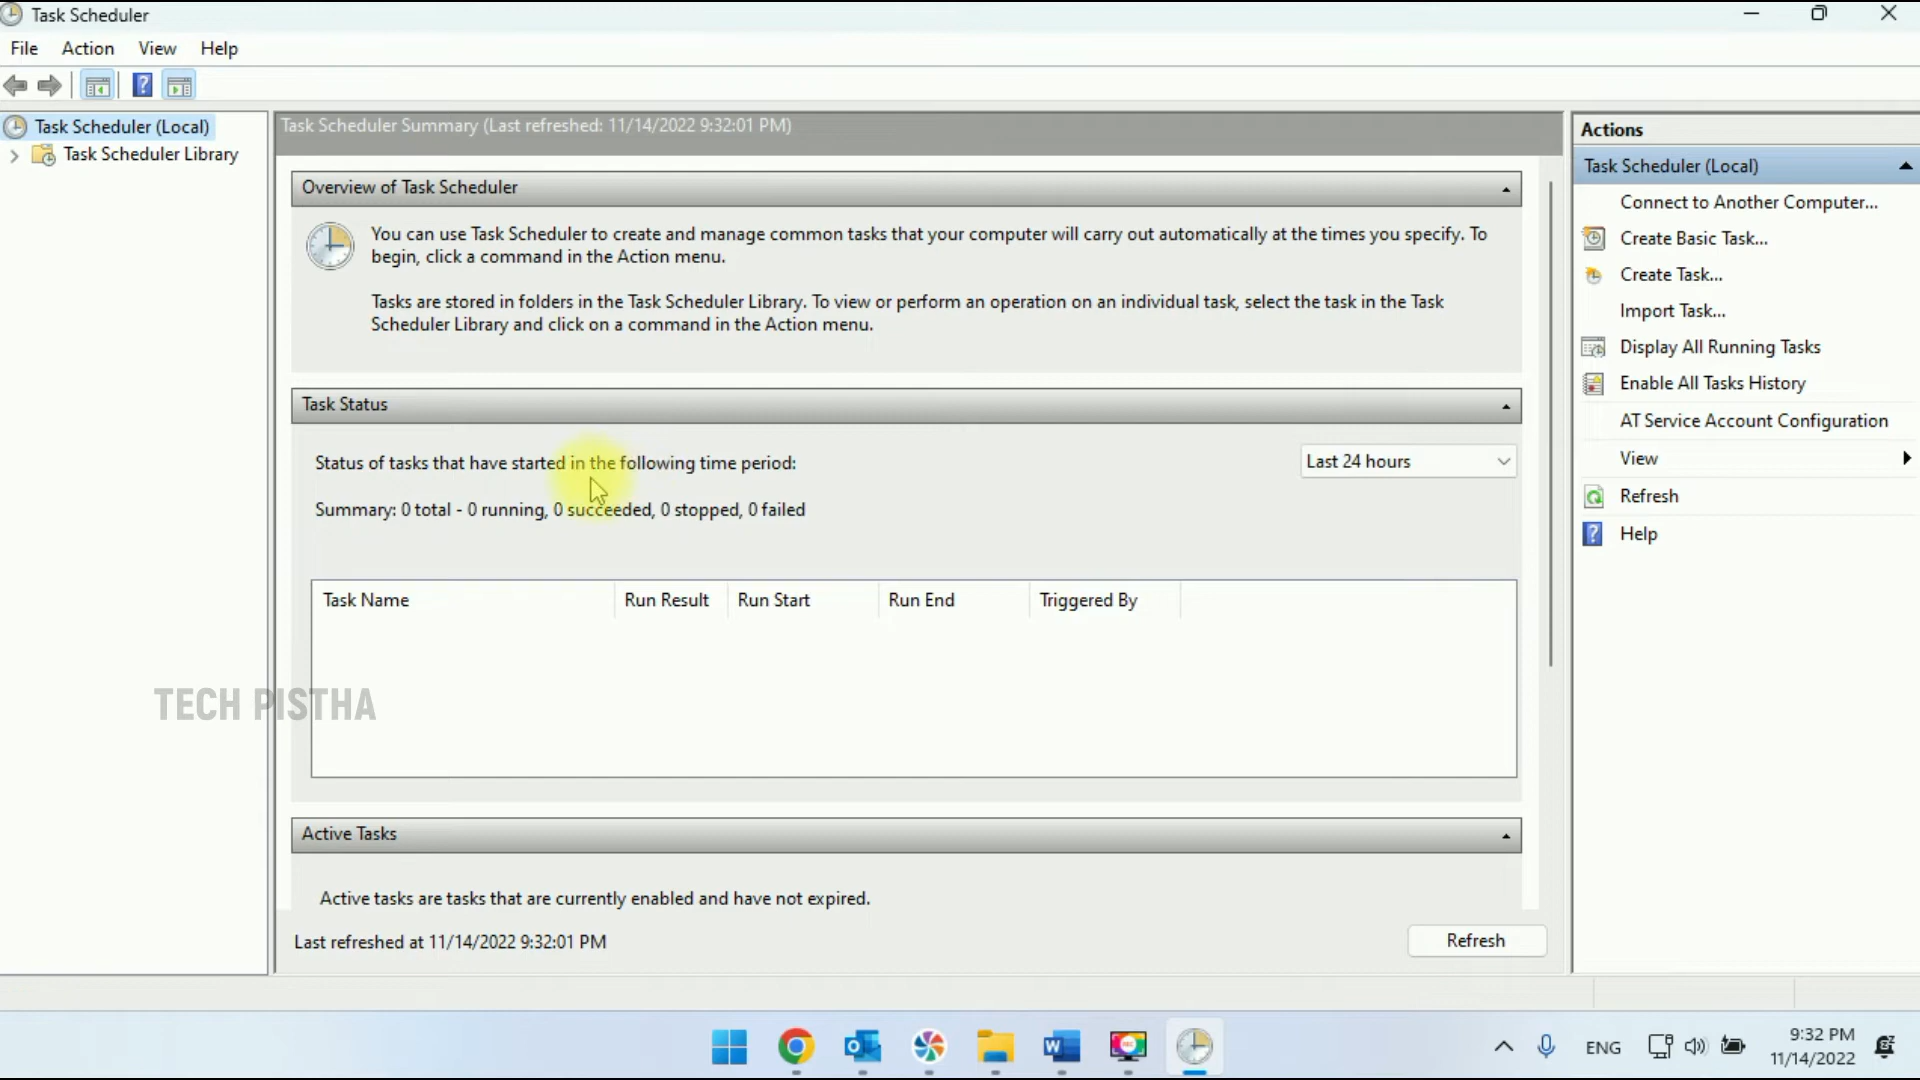 Task Scheduler
File Action View Help
Task Scheduler (Local)
Task Scheduler Library
Task Scheduler Summary (Last refreshed: 11/14/2022 9:32:01 PM)
Overview of Task Scheduler
You can use Task Scheduler to create and manage common tasks that your computer will carry out automatically at the times you specify. To
begin, click a command in the Action menu.
Tasks are stored in folders in the Task Scheduler Library. To view or perform an operation on an individual task, select the task in the Task
Scheduler Library and click on a command in the Action menu.
Task Status
Status of tasks that have started in the following time period:
Last 24 hours
Summary: 0 total - 0 running, 0 succeeded, 0 stopped, 0 failed
Task Name Run Result Run Start Run End Triggered By
TECH PISTHA
Active Tasks
Active tasks are tasks that are currently enabled and have not expired.
Last refreshed at 11/14/2022 9:32:01 PM
Refresh
Actions
Task Scheduler (Local)
Connect to Another Computer...
Create Basic Task...
Create Task...
Import Task...
Display All Running Tasks
Enable All Tasks History
AT Service Account Configuration
View
Refresh
Help
ENG
9:32 PM
11/14/2022